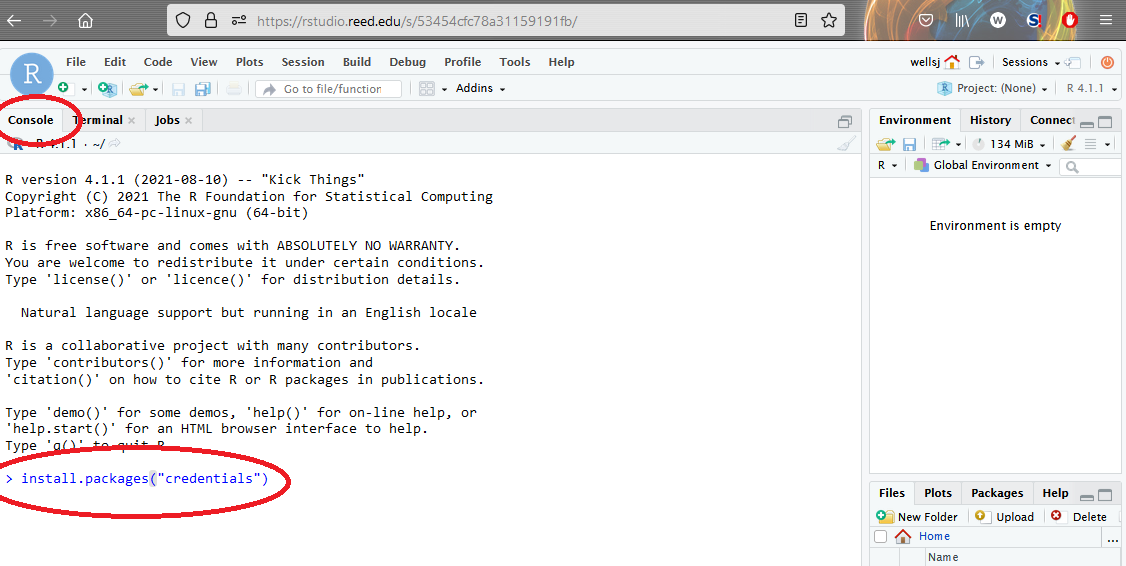 https://rstudio.reed.edu/s/53454cfc78a31159191fb/
R
File Edit Code View Plots Session Build Debug Profile Tools Help
wellsj Sessions
Go to file/function Addins
Project: (None) R 4.1.1
Console Terminal Jobs
R 4.1.1 · ~/
R version 4.1.1 (2021-08-10) -- "Kick Things"
Copyright (C) 2021 The R Foundation for Statistical Computing
Platform: x86_64-pc-linux-gnu (64-bit)
R is free software and comes with ABSOLUTELY NO WARRANTY.
You are welcome to redistribute it under certain conditions.
Type 'license()' or 'licence()' for distribution details.
Natural language support but running in an English locale
R is a collaborative project with many contributors.
Type 'contributors()' for more information and
'citation()' on how to cite R or R packages in publications.
Type 'demo()' for some demos, 'help()' for on-line help, or
'help.start()' for an HTML browser interface to help.
Type 'q()' to quit R.
> install.packages("credentials")
Environment History Connect
134 MiB
R Global Environment
Environment is empty
Files Plots Packages Help
New Folder Upload Delete
Home ...
Name